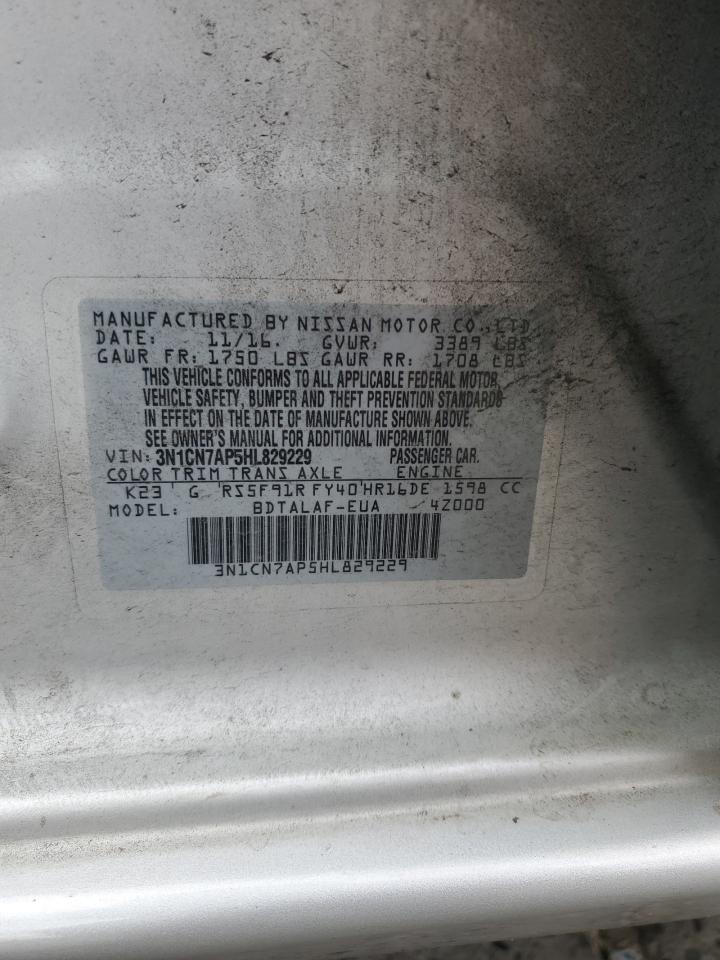 MANUFACTURED BY NISSAN MOTOR CO., LTD.
DATE: 11/16. GVWR: 3389 LBS
GAWR FR: 1750 LBS GAWR RR: 1708 LBS
THIS VEHICLE CONFORMS TO ALL APPLICABLE FEDERAL MOTOR
VEHICLE SAFETY, BUMPER AND THEFT PREVENTION STANDARDS
IN EFFECT ON THE DATE OF MANUFACTURE SHOWN ABOVE.
SEE OWNER'S MANUAL FOR ADDITIONAL INFORMATION.
VIN: 3N1CN7AP5HL829229 PASSENGER CAR.
COLOR TRIM TRANS AXLE ENGINE
K23 G RS5F91R FY40 HR16DE 1598 CC
MODEL: BDTALAF-EUA 4Z000
3N1CN7AP5HL829229